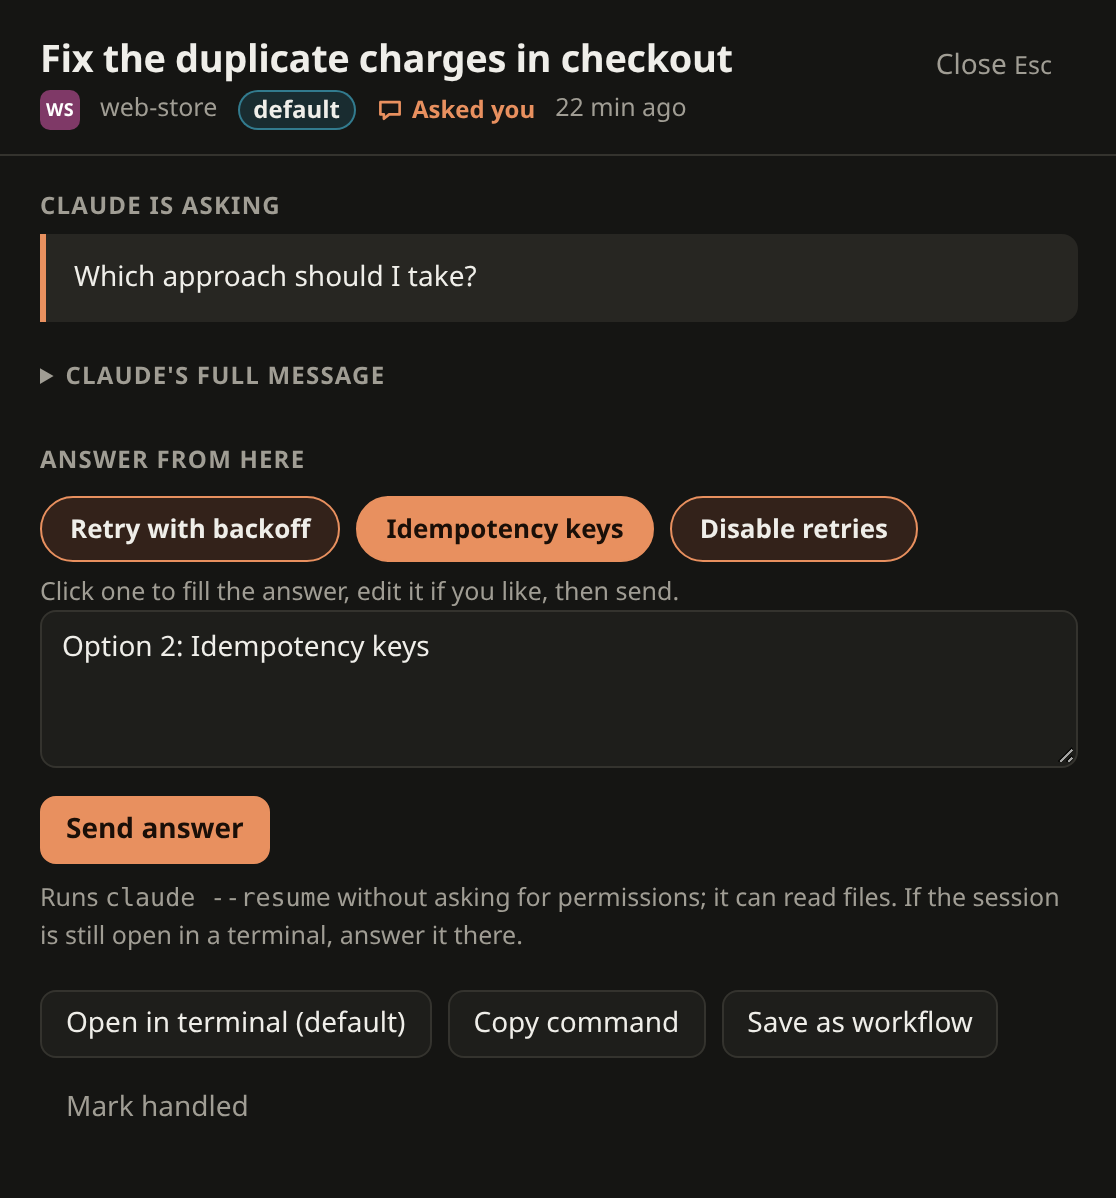 Fix the duplicate charges in checkout
Close Esc
WS web-store default Asked you 22 min ago
CLAUDE IS ASKING
Which approach should I take?
CLAUDE'S FULL MESSAGE
ANSWER FROM HERE
Retry with backoff Idempotency keys Disable retries
Click one to fill the answer, edit it if you like, then send.
Option 2: Idempotency keys
Send answer
Runs claude --resume without asking for permissions; it can read files. If the session
is still open in a terminal, answer it there.
Open in terminal (default) Copy command Save as workflow
Mark handled